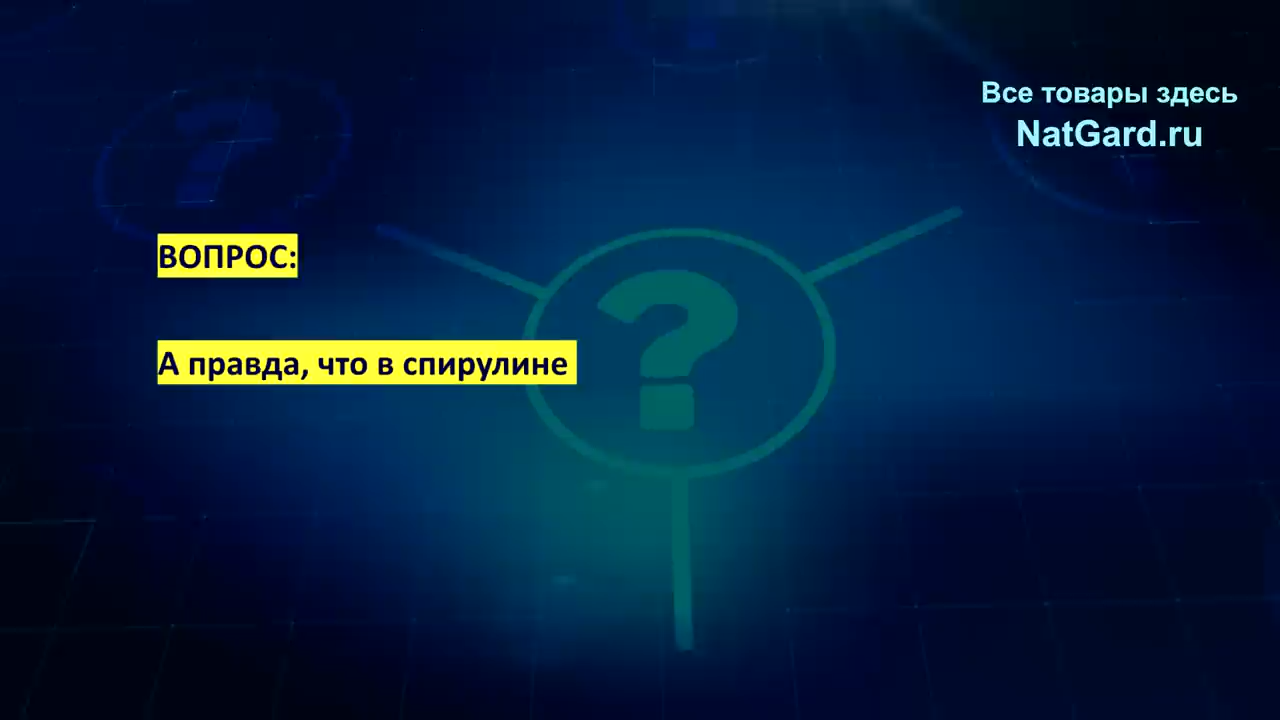 Все товары здесь
NatGard.ru
ВОПРОС:
А правда, что в спирулине